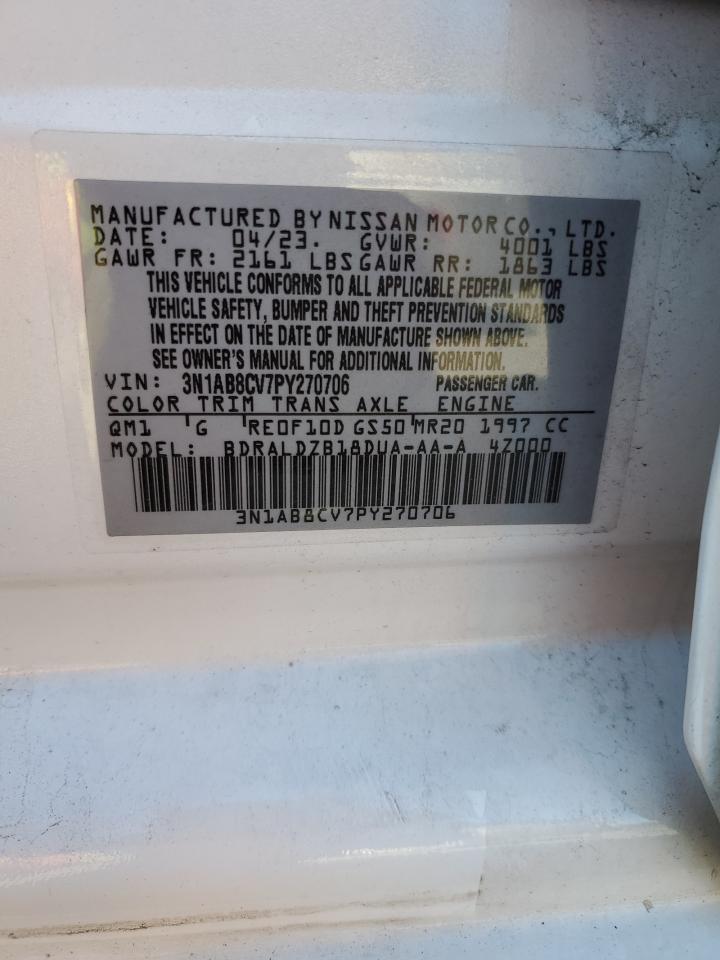 MANUFACTURED BY NISSAN MOTOR CO., LTD.
DATE: 04/23. GVWR: 4001 LBS
GAWR FR: 2161 LBS GAWR RR: 1863 LBS
THIS VEHICLE CONFORMS TO ALL APPLICABLE FEDERAL MOTOR
VEHICLE SAFETY, BUMPER AND THEFT PREVENTION STANDARDS
IN EFFECT ON THE DATE OF MANUFACTURE SHOWN ABOVE.
SEE OWNER'S MANUAL FOR ADDITIONAL INFORMATION.
VIN: 3N1AB8CV7PY270706 PASSENGER CAR.
COLOR TRIM TRANS AXLE ENGINE
QM1 G RE0F10D GS50 MR20 1997 CC
MODEL: BDRALDZB18DUA-AA-A 4Z000
3N1AB8CV7PY270706